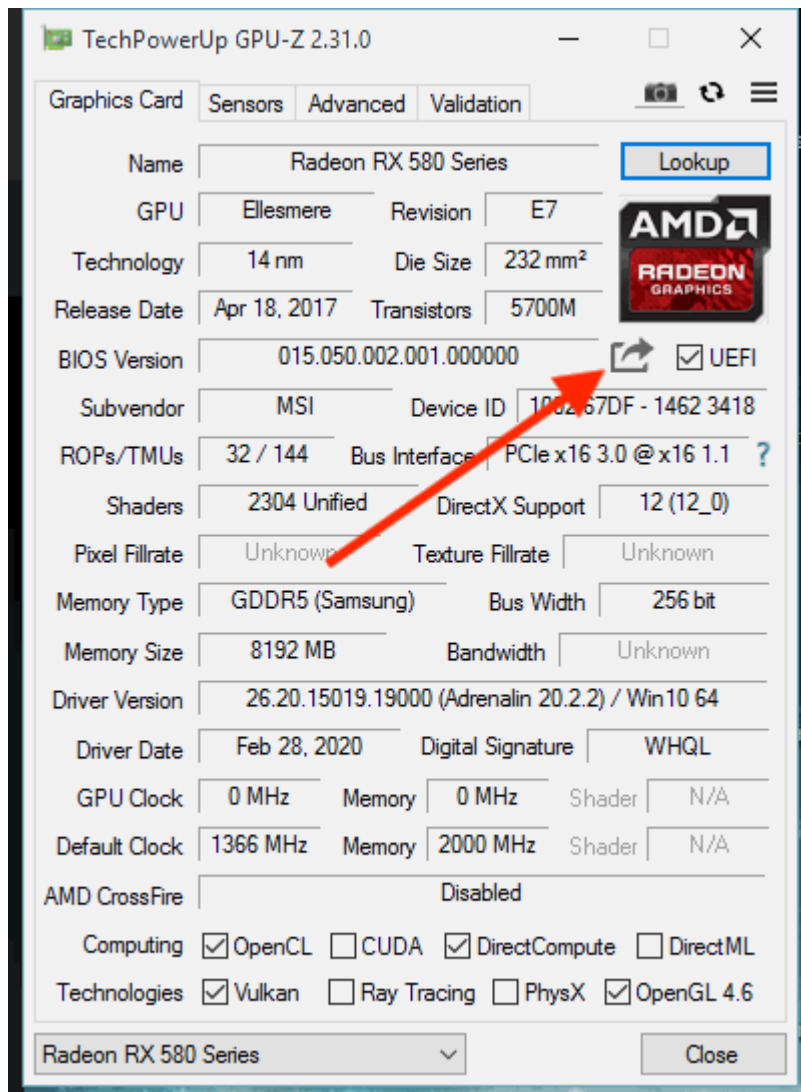 TechPowerUp GPU-Z 2.31.0
Graphics Card Sensors Advanced Validation
Name Radeon RX 580 Series Lookup
GPU Ellesmere Revision E7
AMD
RADEON
GRAPHICS
Technology 14 nm Die Size 232 mm²
Release Date Apr 18, 2017 Transistors 5700M
BIOS Version 015.050.002.001.000000 UEFI
Subvendor MSI Device ID 1002 67DF - 1462 3418
ROPs/TMUs 32 / 144 Bus Interface PCIe x16 3.0 @ x16 1.1 ?
Shaders 2304 Unified DirectX Support 12 (12_0)
Pixel Fillrate Unknown Texture Fillrate Unknown
Memory Type GDDR5 (Samsung) Bus Width 256 bit
Memory Size 8192 MB Bandwidth Unknown
Driver Version 26.20.15019.19000 (Adrenalin 20.2.2) / Win10 64
Driver Date Feb 28, 2020 Digital Signature WHQL
GPU Clock 0 MHz Memory 0 MHz Shader N/A
Default Clock 1366 MHz Memory 2000 MHz Shader N/A
AMD CrossFire Disabled
Computing OpenCL CUDA DirectCompute DirectML
Technologies Vulkan Ray Tracing PhysX OpenGL 4.6
Radeon RX 580 Series Close